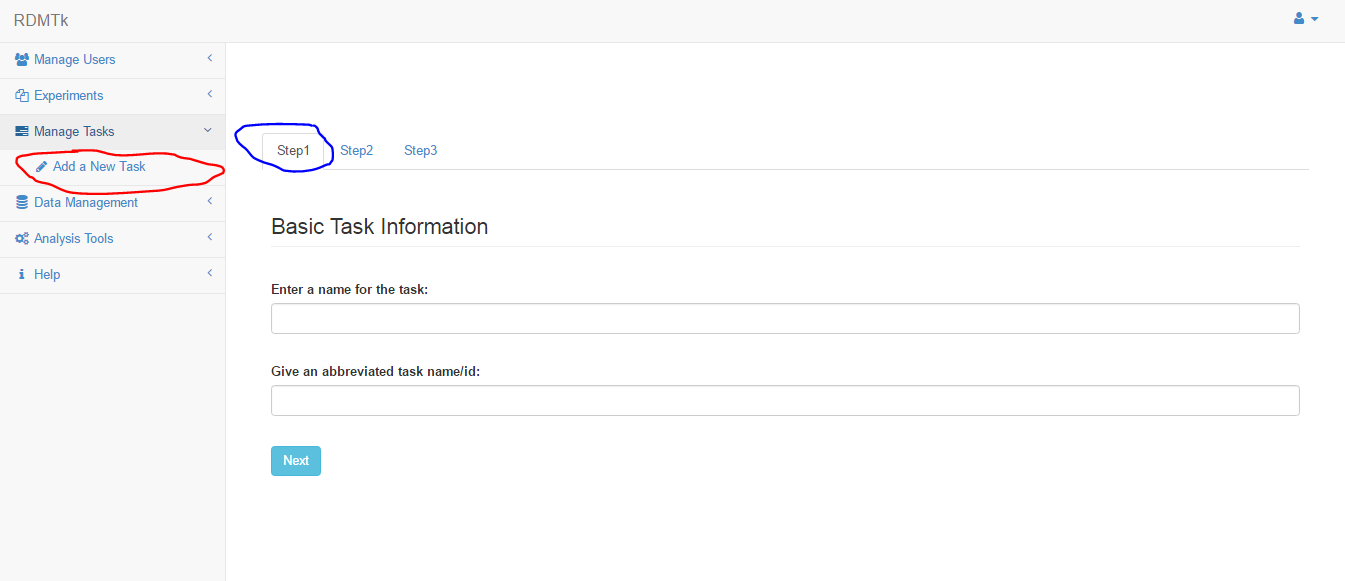 RDMTk
Manage Users
Experiments
Manage Tasks
Add a New Task
Data Management
Analysis Tools
Help
Step1 Step2 Step3
Basic Task Information
Enter a name for the task:
Give an abbreviated task name/id:
Next